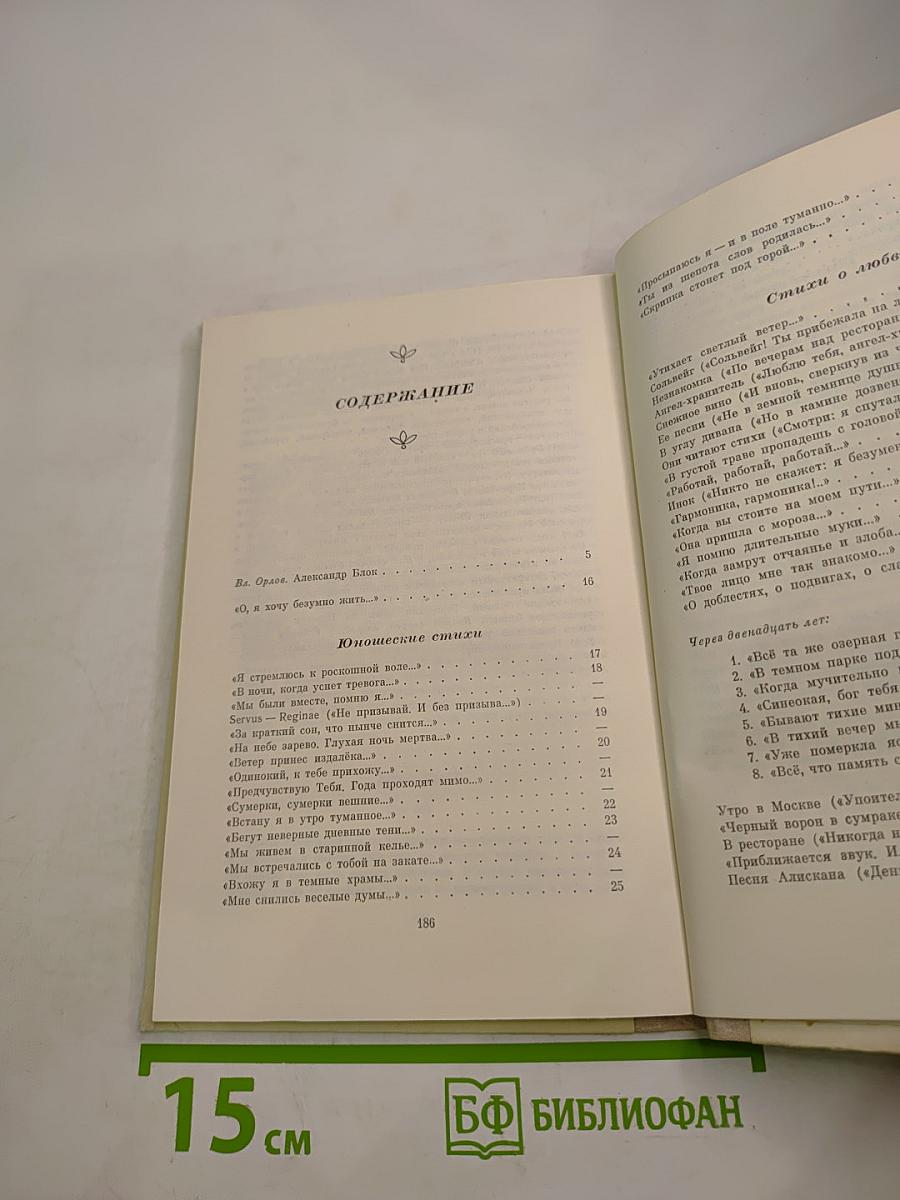 СОДЕРЖАНИЕ
Вл. Орлов. Александр Блок . . . . . . . . . . . . . 5
«О, я хочу безумно жить...» . . . . . . . . . . . . . 16
Юношеские стихи
«Я стремлюсь к роскошной воле...» . . . . . . . . . . . 17
«В ночи, когда уснет тревога...» . . . . . . . . . . . . 18
«Мы были вместе, помню я...» . . . . . . . . . . . . —
Servus — Reginae («Не призывай. И без призыва...») . . . . . —
«За краткий сон, что нынче снится...» . . . . . . . . . . 19
«На небе зарево. Глухая ночь мертва...» . . . . . . . . . —
«Ветер принес издалёка...» . . . . . . . . . . . . . 20
«Одинокий, к тебе прихожу...» . . . . . . . . . . . . —
«Предчувствую Тебя. Года проходят мимо...» . . . . . . . . 21
«Сумерки, сумерки вешние...» . . . . . . . . . . . . —
«Встану я в утро туманное...» . . . . . . . . . . . . 22
«Бегут неверные дневные тени...» . . . . . . . . . . . 23
«Мы живем в старинной келье...» . . . . . . . . . . . —
«Мы встречались с тобой на закате...» . . . . . . . . . . 24
«Вхожу я в темные храмы...» . . . . . . . . . . . . —
«Мне снились веселые думы...» . . . . . . . . . . . . 25
186
«Просыпаюсь я — и в поле туманно...» . . .
«Ты из шепота слов родилась...» . . .
«Скрипка стонет под горой...» . . .
Стихи о любв
«Утихает светлый ветер...» . . . . .
Сольвейг («Сольвейг! Ты прибежала на л
Незнакомка («По вечерам над ресторан
Ангел-хранитель («Люблю тебя, ангел-х
Снежное вино («И вновь, сверкнув из ч
Ее песни («Не в земной темнице душ
В углу дивана («Но в камине дозвен
Они читают стихи («Смотри: я спутал
«В густой траве пропадешь с головой
«Работай, работай, работай...» . . .
Инок («Никто не скажет: я безумен
«Гармоника, гармоника!..» . . . .
«Когда вы стоите на моем пути...»
«Она пришла с мороза...» . . . .
«Я помню длительные муки...» .
«Когда замрут отчаянье и злоба..
«Твое лицо мне так знакомо...»
«О доблестях, о подвигах, о сла
Через двенадцать лет:
1. «Всё та же озерная г
2. «В темном парке под
3. «Когда мучительно
4. «Синеокая, бог тебя
5. «Бывают тихие мин
6. «В тихий вечер мы
7. «Уже померкла яс
8. «Всё, что память с
Утро в Москве («Упоител
«Черный ворон в сумраке
В ресторане («Никогда н
«Приближается звук. И
Песня Алискана («Ден
15 см
БФ БИБЛИОФАН